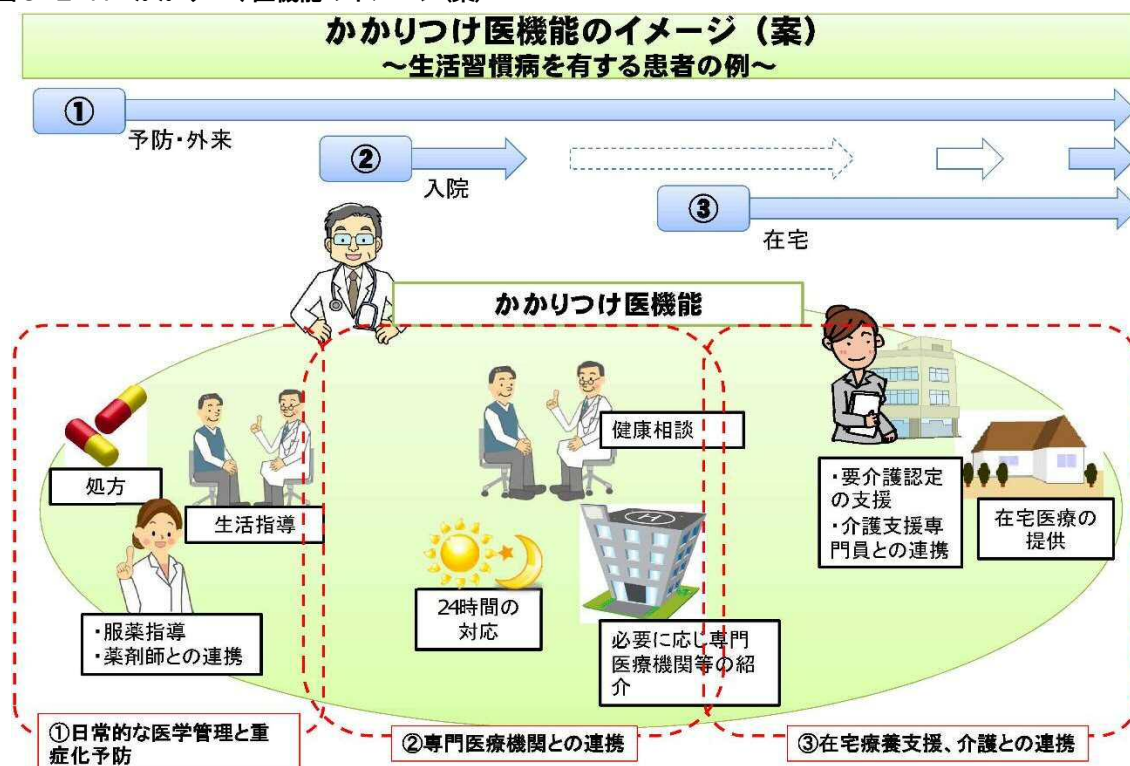 かかりつけ医機能のイメージ（案）
～生活習慣病を有する患者の例～
①
予防・外来
②
入院
③
在宅
かかりつけ医機能
処方
生活指導
・服薬指導
・薬剤師との連携
健康相談
24時間の
対応
必要に応じ専門
医療機関等の紹
介
・要介護認定
の支援
・介護支援専
門員との連携
在宅医療の
提供
①日常的な医学管理と重
症化予防
②専門医療機関との連携
③在宅療養支援、介護との連携